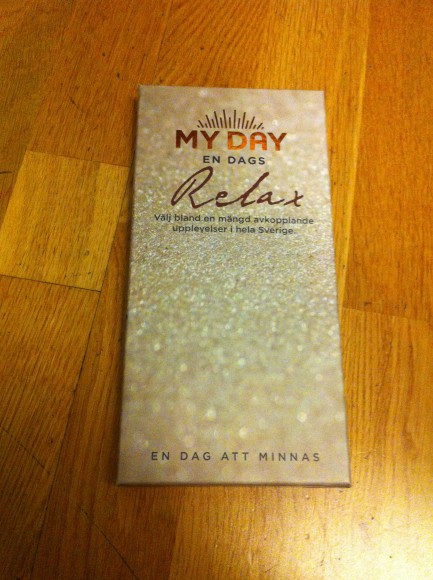 MY DAY
EN DAGS
Relax
Välj bland en mängd avkopplande
upplevelser i hela Sverige.
EN DAG ATT MINNAS